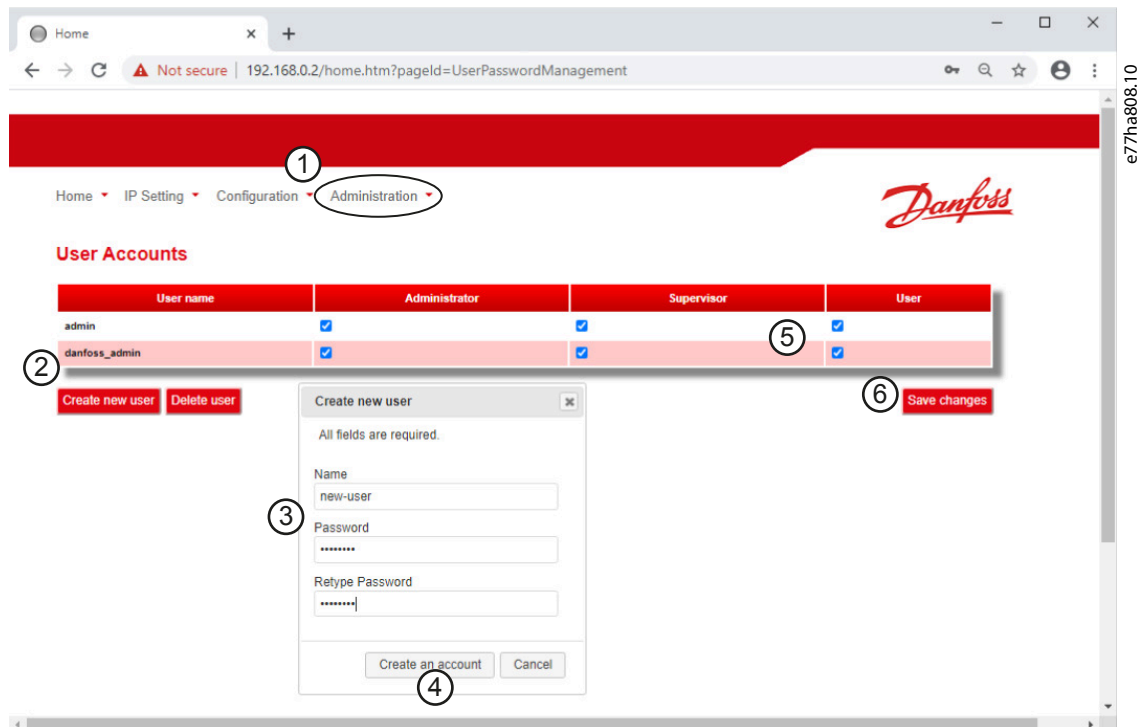 Home
Not secure | 192.168.0.2/home.htm?pageId=UserPasswordManagement
e77ha808.10
1
Home IP Setting Configuration Administration
Danfoss
User Accounts
User name Administrator Supervisor User
admin
5
danfoss_admin
2
Create new user Delete user
6
Save changes
Create new user
All fields are required.
Name
new-user
3
Password
••••••••
Retype Password
••••••••
Create an account Cancel
4